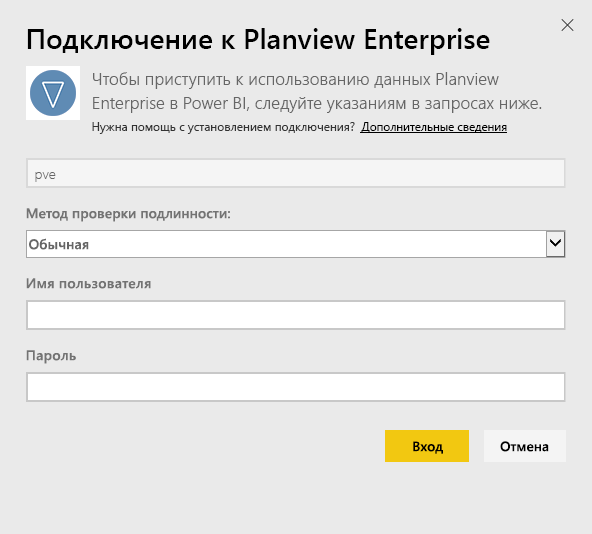 Подключение к Planview Enterprise
Чтобы приступить к использованию данных Planview
Enterprise в Power BI, следуйте указаниям в запросах ниже.
Нужна помощь с установлением подключения? Дополнительные сведения
pve
Метод проверки подлинности:
Обычная
Имя пользователя
Пароль
Вход
Отмена